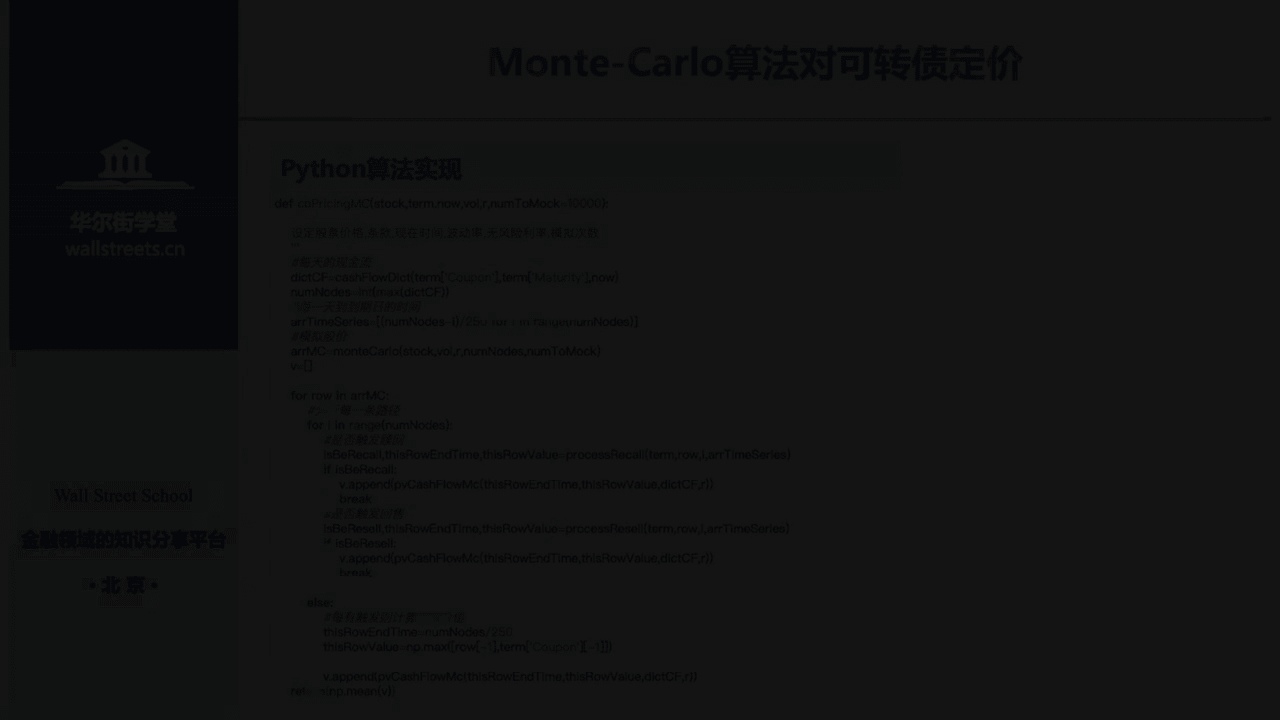 Monte-Carlo算法对可转债定价
华尔街学堂
wallstreets.cn
Wall Street School
金融领域的知识分享平台
• 北 京 •
Python算法实现
def calPricingMC(stock,term,now,vol,r,numToMock=10000):
设定股票价格,条款,现在时间,波动率,无风险利率,模拟次数
#每天的现金流
dictCF=cashFlowDict(term["Coupon"],term["Maturity"],now)
numNodes=int(max(dictCF))
每一天到到期日的时间
arrTimeSeries=[(numNodes-i)/250 for i in range(numNodes)]
#模拟股价
arrMC=monteCarlo(stock,vol,r,numNodes,numToMock)
v=[]
for row in arrMC:
每一条路径
for i in range(numNodes):
#是否触发赎回
isBeRecall,thisRowEndTime,thisRowValue=processRecall(term,row,i,arrTimeSeries)
if isBeRecall:
v.append(pvCashFlowMc(thisRowEndTime,thisRowValue,dictCF,r))
break
#是否触发回售
isBeResell,thisRowEndTime,thisRowValue=processResell(term,row,i,arrTimeSeries)
if isBeResell:
v.append(pvCashFlowMc(thisRowEndTime,thisRowValue,dictCF,r))
break
else:
#没有触发则计算
thisRowEndTime=numNodes/250
thisRowValue=np.max([row[-1],term["Coupon"][-1]])
v.append(pvCashFlowMc(thisRowEndTime,thisRowValue,dictCF,r))
return np.mean(v)